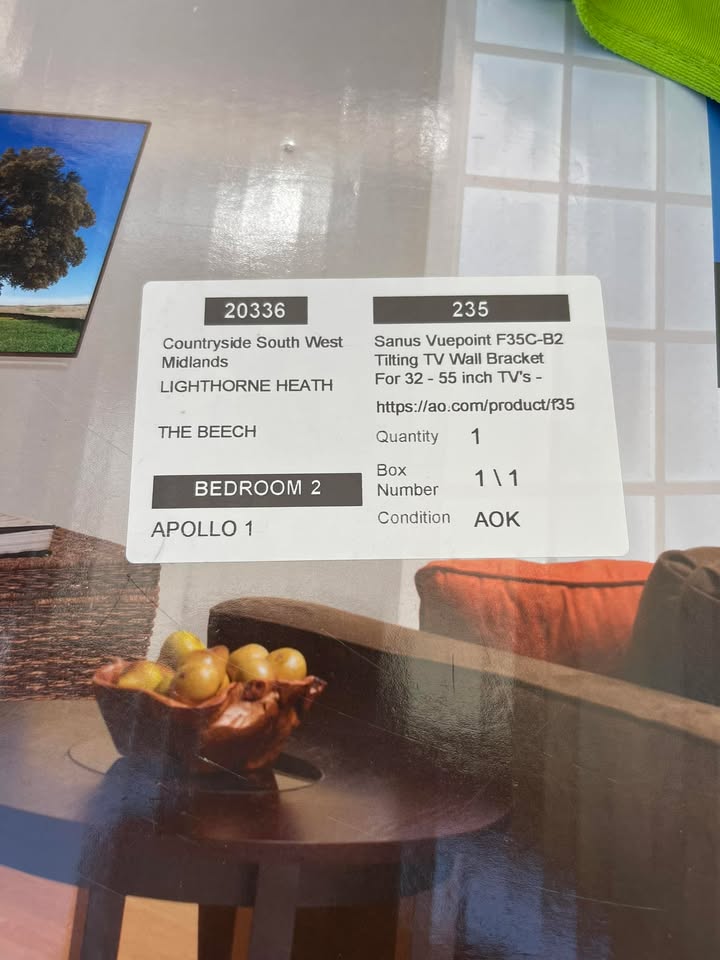 20336
Countryside South West
Midlands
LIGHTHORNE HEATH
THE BEECH
BEDROOM 2
APOLLO 1
235
Sanus Vuepoint F35C-B2
Tilting TV Wall Bracket
For 32 - 55 inch TV's -
https://ao.com/product/f35
Quantity 1
Box
Number 1 \ 1
Condition AOK